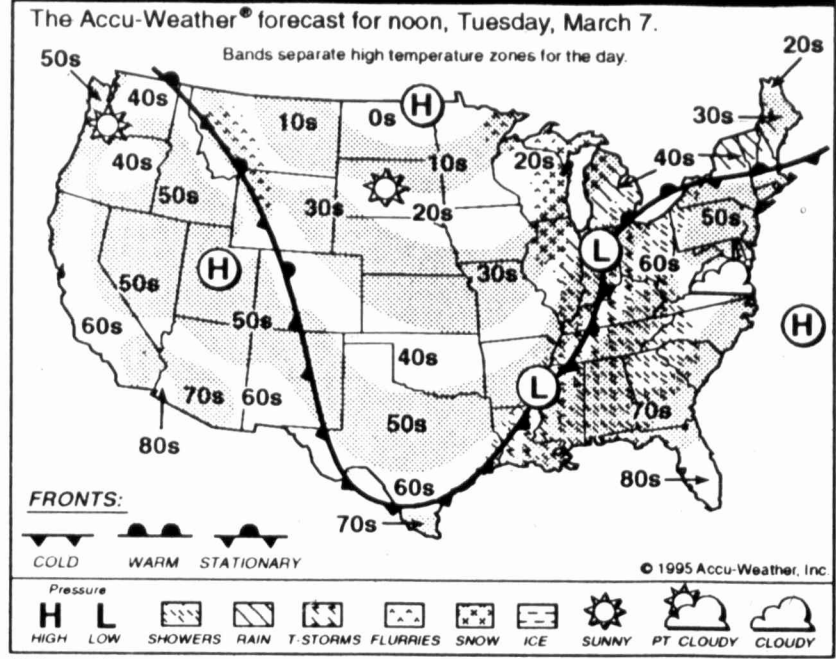 The Accu-Weather® forecast for noon, Tuesday, March 7.
Bands separate high temperature zones for the day.
20s
50s
40s
H
0s
30s
10s
40s
10s
20s
40s
50s
30s
20s
50s
L
60s
H
50s
30s
H
50s
60s
40s
L
70s
60s
70s
50s
80s
80s
60s
70s
FRONTS:
COLD WARM STATIONARY
© 1995 Accu-Weather, Inc.
Pressure
H L
HIGH LOW SHOWERS RAIN T-STORMS FLURRIES SNOW ICE SUNNY PT CLOUDY CLOUDY